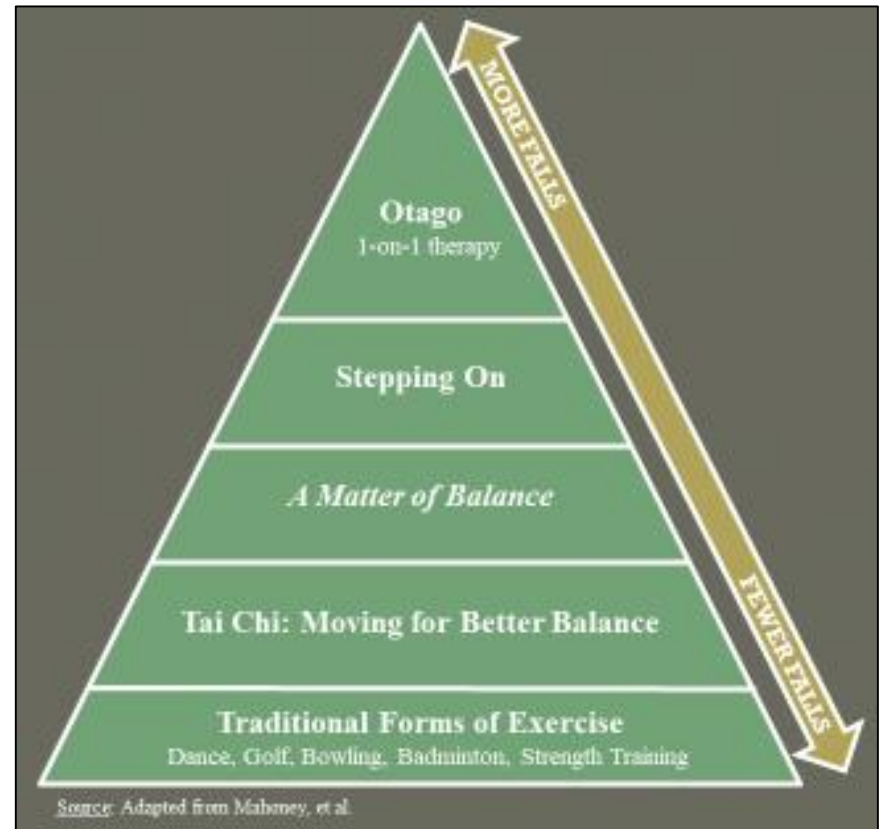 MORE FALLS
Otago
1-on-1 therapy
Stepping On
A Matter of Balance
Tai Chi: Moving for Better Balance
FEWER FALLS
Traditional Forms of Exercise
Dance, Golf, Bowling, Badminton, Strength Training
Source: Adapted from Mahoney, et al.